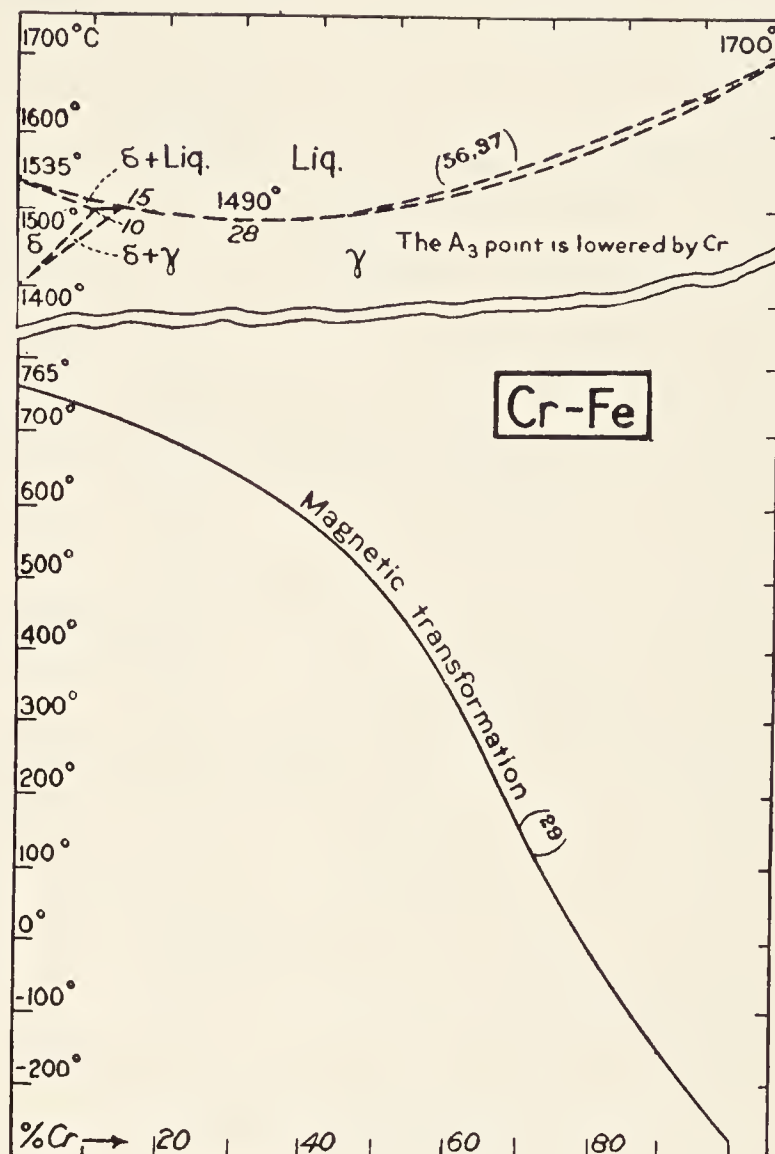 1700°C
1700°
1600°
1535°
δ+Liq.
Liq.
(56,97)
15
1490°
1500°
10
28
δ
δ+γ
γ
The A3 point is lowered by Cr
1400°
765°
Cr-Fe
700°
600°
Magnetic transformation
500°
400°
300°
200°
(29)
100°
0°
-100°
-200°
%Cr → 20 40 60 80